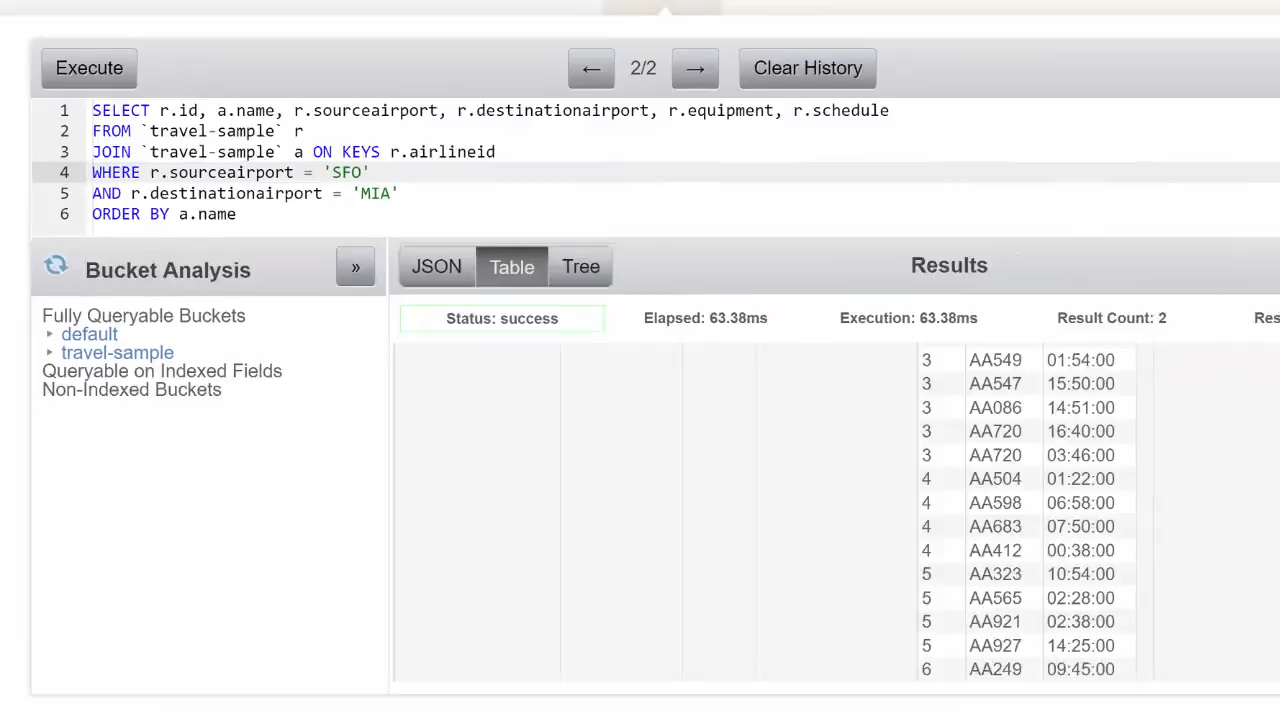 Execute ← 2/2 → Clear History
1 SELECT r.id, a.name, r.sourceairport, r.destinationairport, r.equipment, r.schedule
2 FROM `travel-sample` r
3 JOIN `travel-sample` a ON KEYS r.airlineid
4 WHERE r.sourceairport = 'SFO'
5 AND r.destinationairport = 'MIA'
6 ORDER BY a.name
Bucket Analysis »
Fully Queryable Buckets
default
travel-sample
Queryable on Indexed Fields
Non-Indexed Buckets
JSON Table Tree Results
Status: success Elapsed: 63.38ms Execution: 63.38ms Result Count: 2 Res
3 AA549 01:54:00
3 AA547 15:50:00
3 AA086 14:51:00
3 AA720 16:40:00
3 AA720 03:46:00
4 AA504 01:22:00
4 AA598 06:58:00
4 AA683 07:50:00
4 AA412 00:38:00
5 AA323 10:54:00
5 AA565 02:28:00
5 AA921 02:38:00
5 AA927 14:25:00
6 AA249 09:45:00